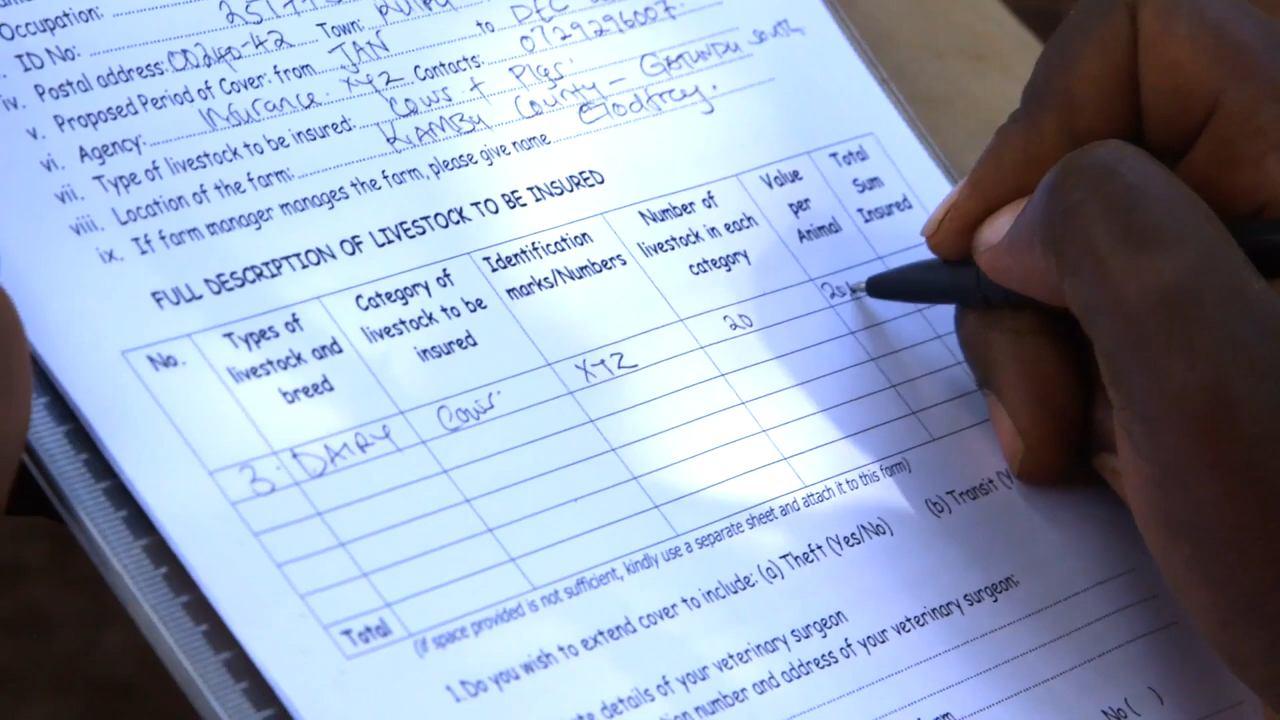 Occupation:
ID No: Town:
iv. Postal address: 00240-42
v. Proposed Period of Cover: from JAN to DEC
vi. Agency: Insurance XYZ Contacts: 0729296007
vii. Type of livestock to be insured: Cows + Pigs
viii. Location of the farm: KIAMBU County - GATUNDU South
ix. If farm manager manages the farm, please give name Godfrey.
FULL DESCRIPTION OF LIVESTOCK TO BE INSURED
No. Types of livestock and breed Category of livestock to be insured Identification marks/Numbers Number of livestock in each category Value per Animal Total Sum Insured
3. DAIRY Cows XYZ 20
Total
(if space provided is not sufficient, kindly use a separate sheet and attach it to this form)
1. Do you wish to extend cover to include: (a) Theft (Yes/No) (b) Transit (Y
details of your veterinary surgeon
number and address of your veterinary surgeon:
No ( )